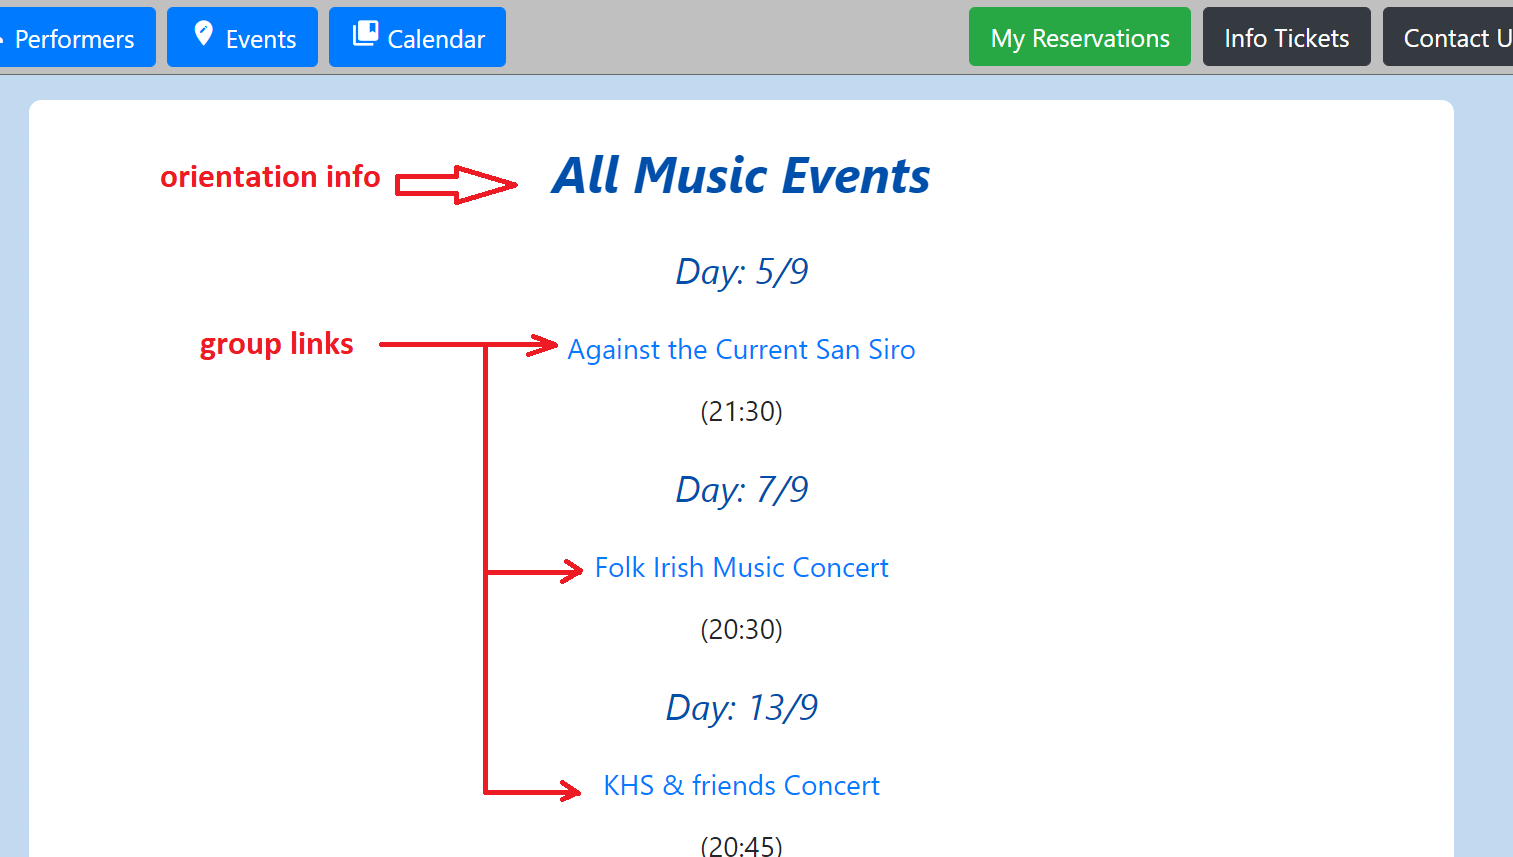 Performers Events Calendar My Reservations Info Tickets Contact U
orientation info All Music Events
Day: 5/9
group links Against the Current San Siro
(21:30)
Day: 7/9
Folk Irish Music Concert
(20:30)
Day: 13/9
KHS & friends Concert
(20:45)